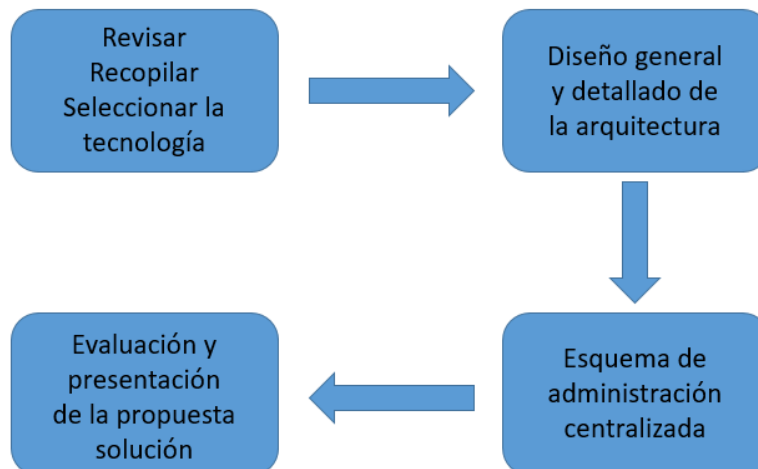 Revisar
Recopilar
Seleccionar la
tecnología
Diseño general
y detallado de
la arquitectura
Esquema de
administración
centralizada
Evaluación y
presentación
de la propuesta
solución